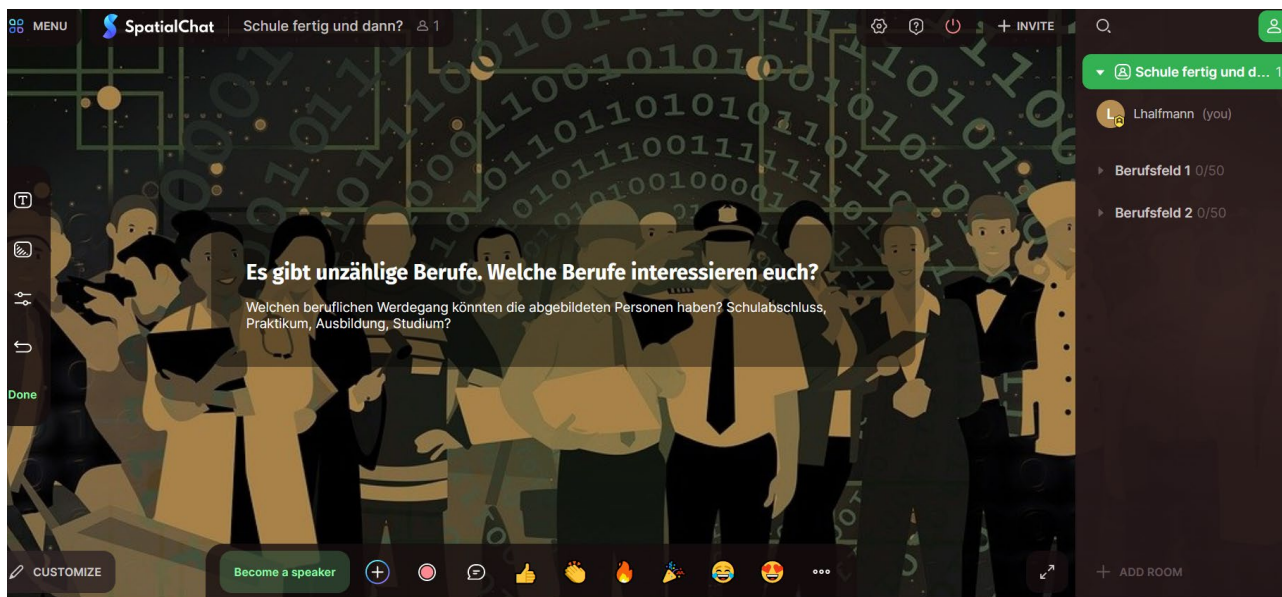 MENU
SpatialChat
Schule fertig und dann?
1
INVITE
Schule fertig und d... 1
L
Lhalfmann (you)
Berufsfeld 1 0/50
Berufsfeld 2 0/50
T
Done
Es gibt unzählige Berufe. Welche Berufe interessieren euch?
Welchen beruflichen Werdegang könnten die abgebildeten Personen haben? Schulabschluss,
Praktikum, Ausbildung, Studium?
CUSTOMIZE
Become a speaker
ADD ROOM